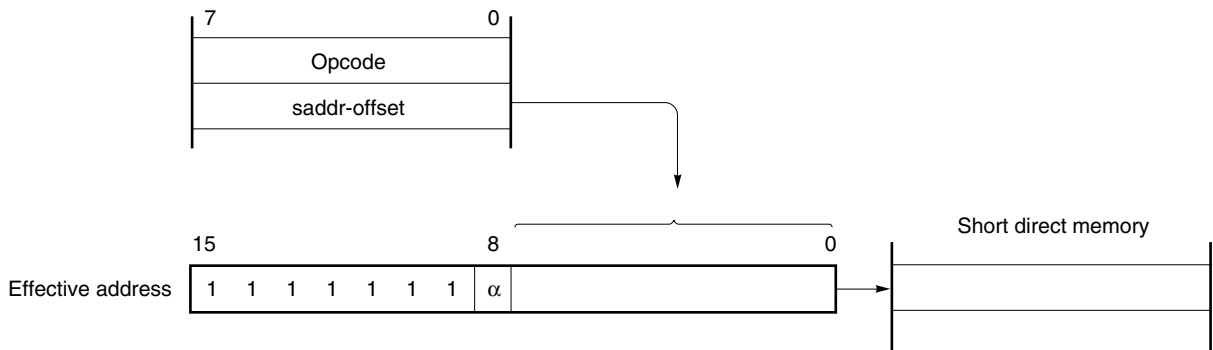 7 0
Opcode
saddr-offset
15 8 0
Short direct memory
Effective address 1 1 1 1 1 1 1 α